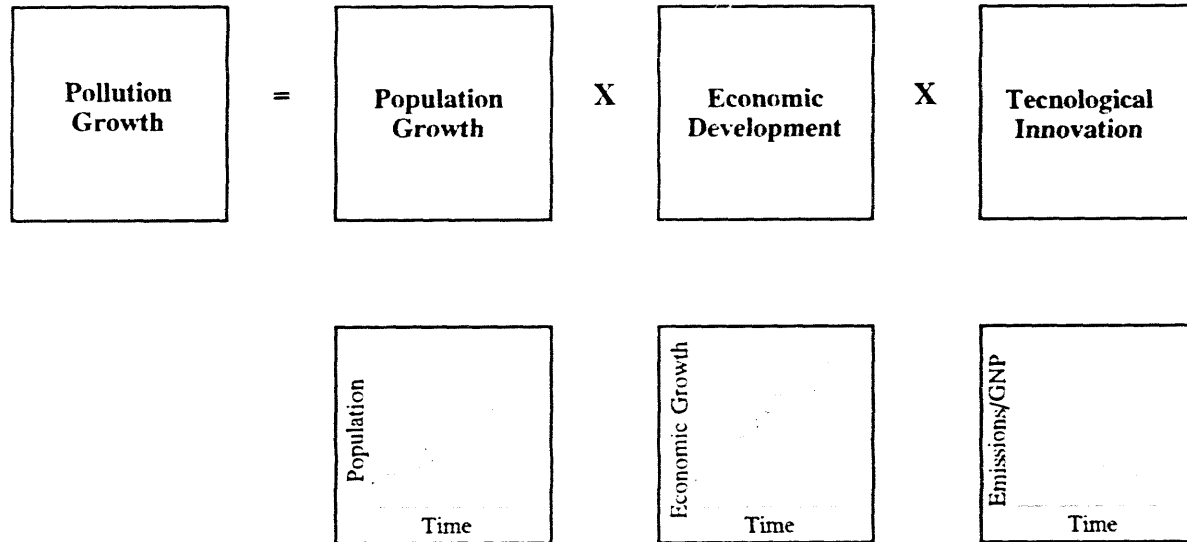 Pollution
Growth
=
Population
Growth
X
Economic
Development
X
Tecnological
Innovation
Population
Time
Economic Growth
Time
Emissions/GNP
Time